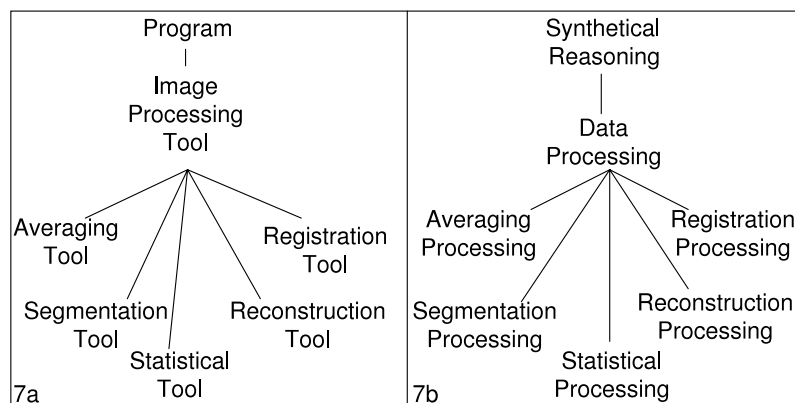 Program
Image
Processing
Tool
Averaging
Tool
Registration
Tool
Segmentation
Tool
Reconstruction
Tool
Statistical
Tool
7a
Synthetical
Reasoning
Data
Processing
Averaging
Processing
Registration
Processing
Segmentation
Processing
Reconstruction
Processing
Statistical
Processing
7b